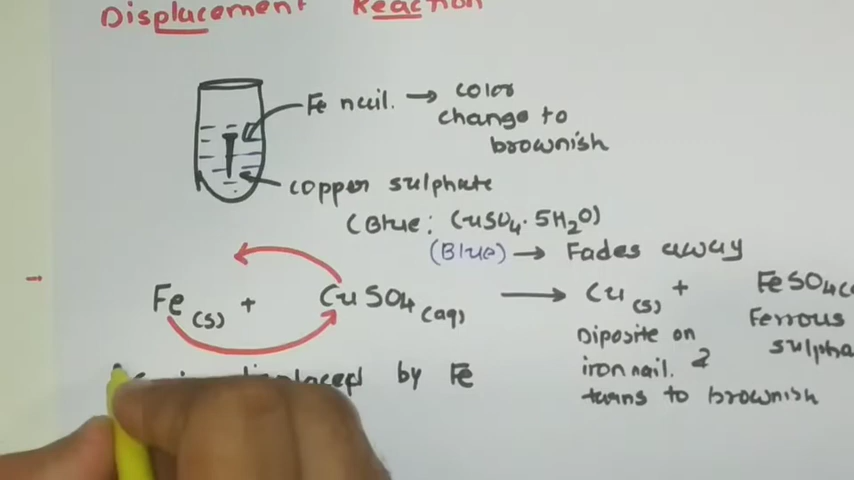 Displacement Reaction
Fe nail. → color
change to
brownish
copper sulphate
(Blue: CuSO₄·5H₂O)
(Blue) → Fades away
Fe(s) + CuSO₄(aq) → Cu(s) + FeSO₄(a
Diposite on
iron nail. &
turns to brownish
Ferrous
sulpha
displaced by Fe